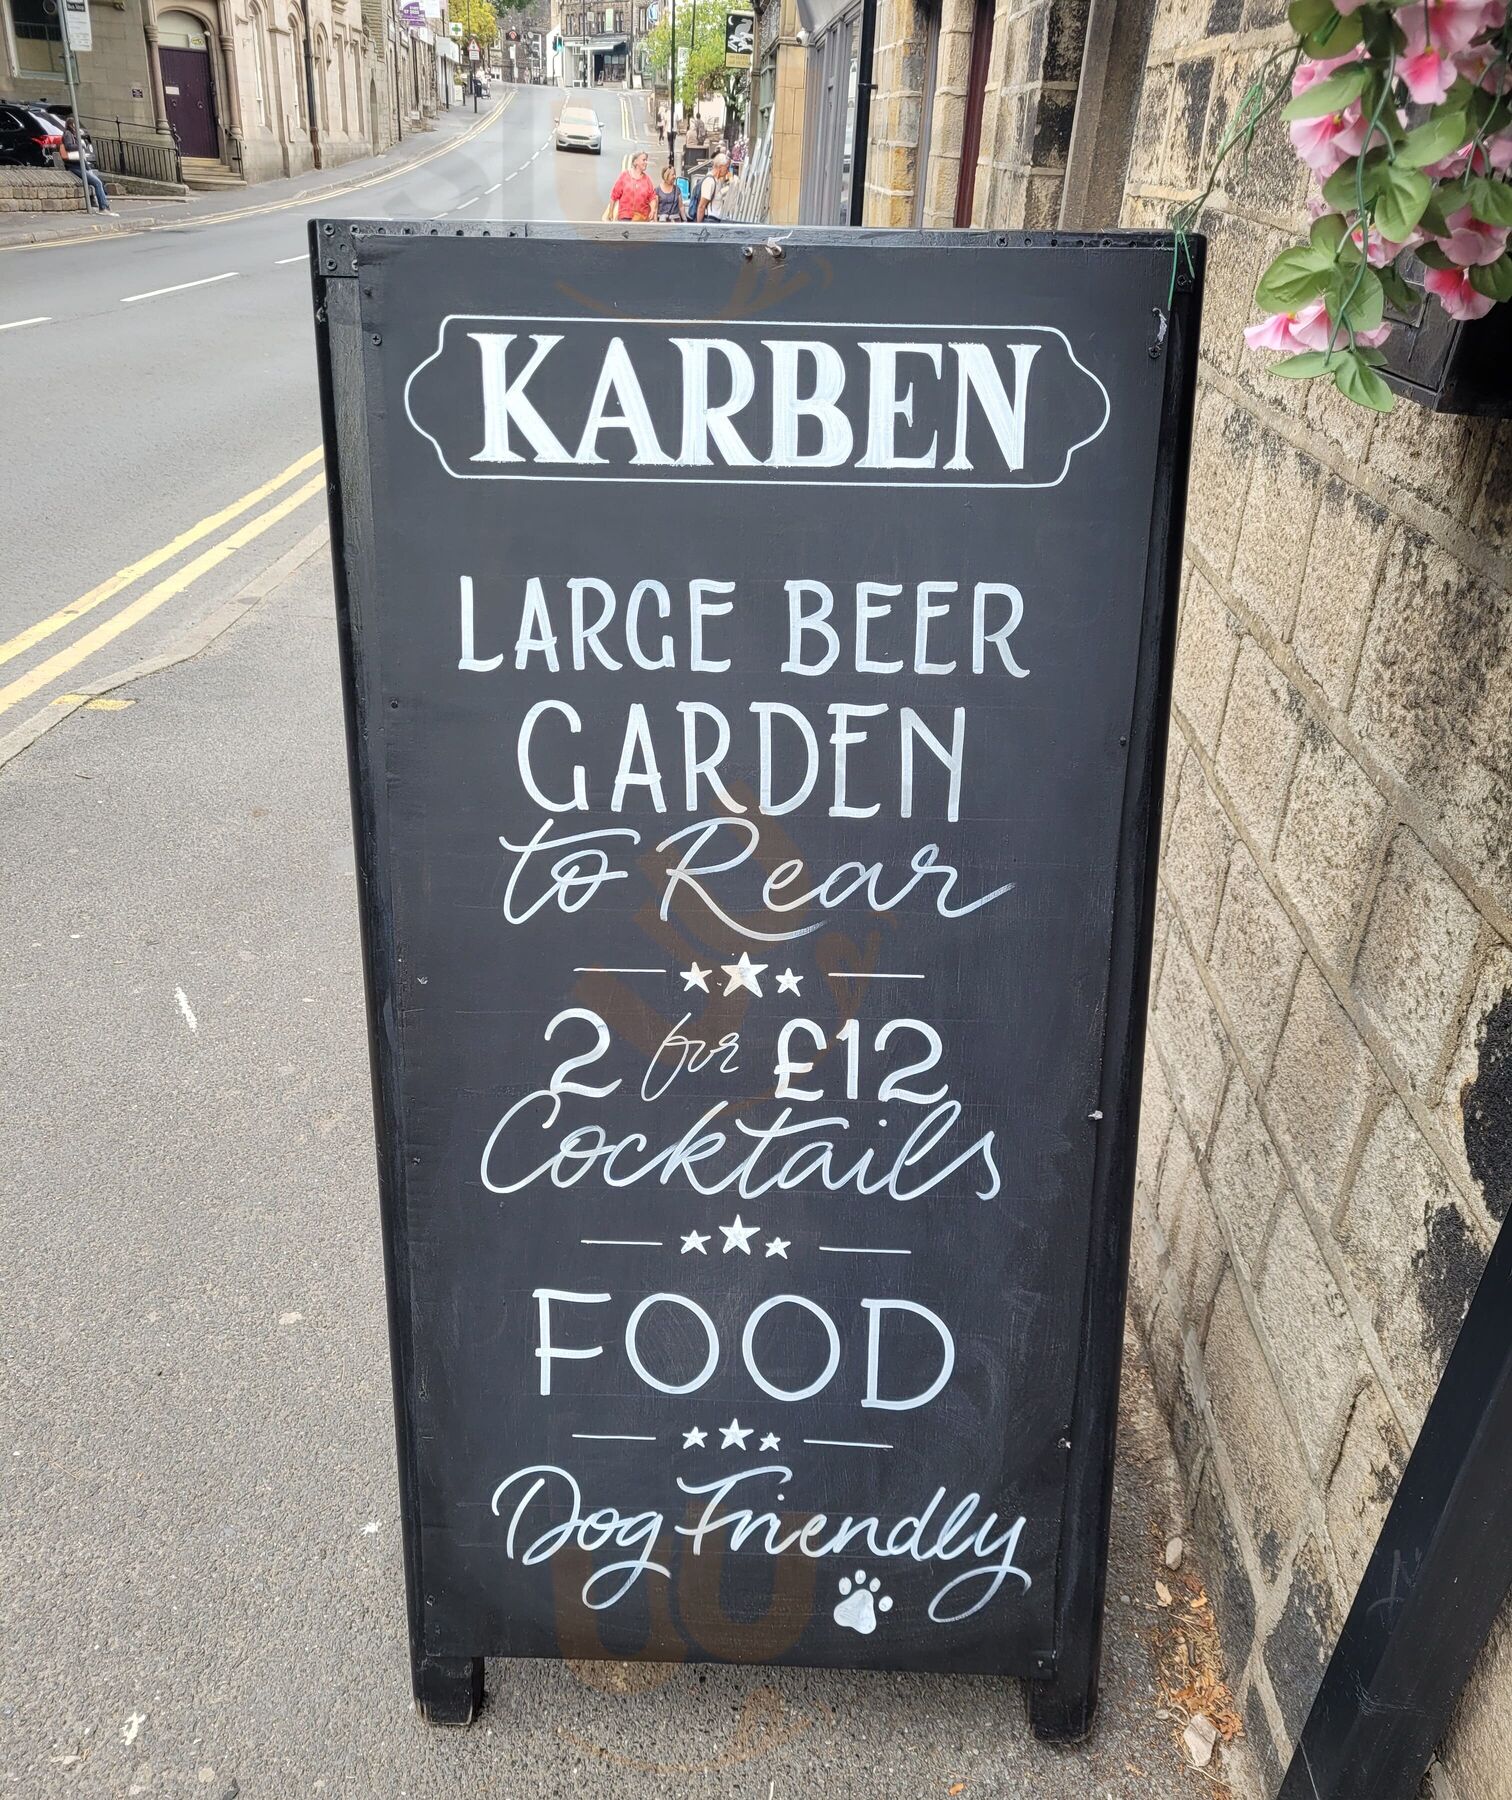 KARBEN
LARGE BEER
GARDEN
to Rear
2 for £12
Cocktails
FOOD
Dog Friendly